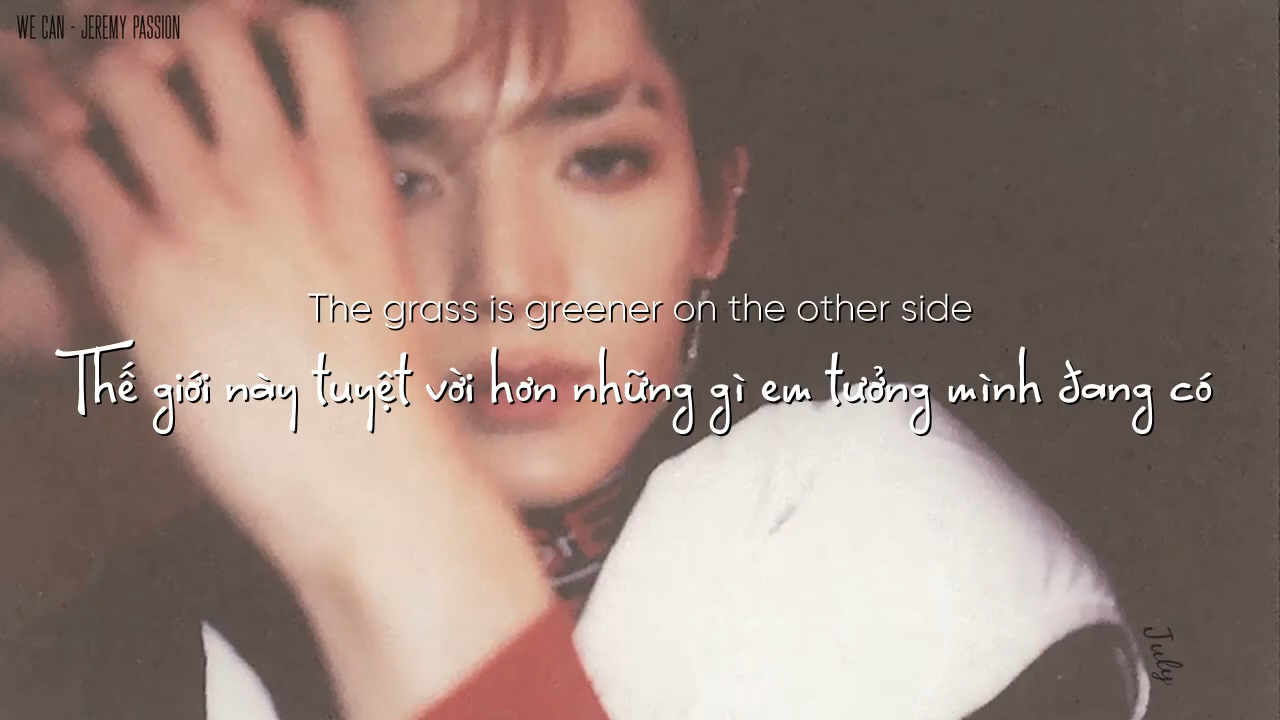 WE CAN - JEREMY PASSION
The grass is greener on the other side
Thế giới này tuyệt vời hơn những gì em tưởng mình đang có
July